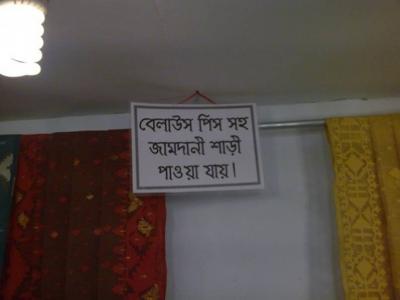 বেলাউস পিস সহ
জামদানী শাড়ী
পাওয়া যায়।